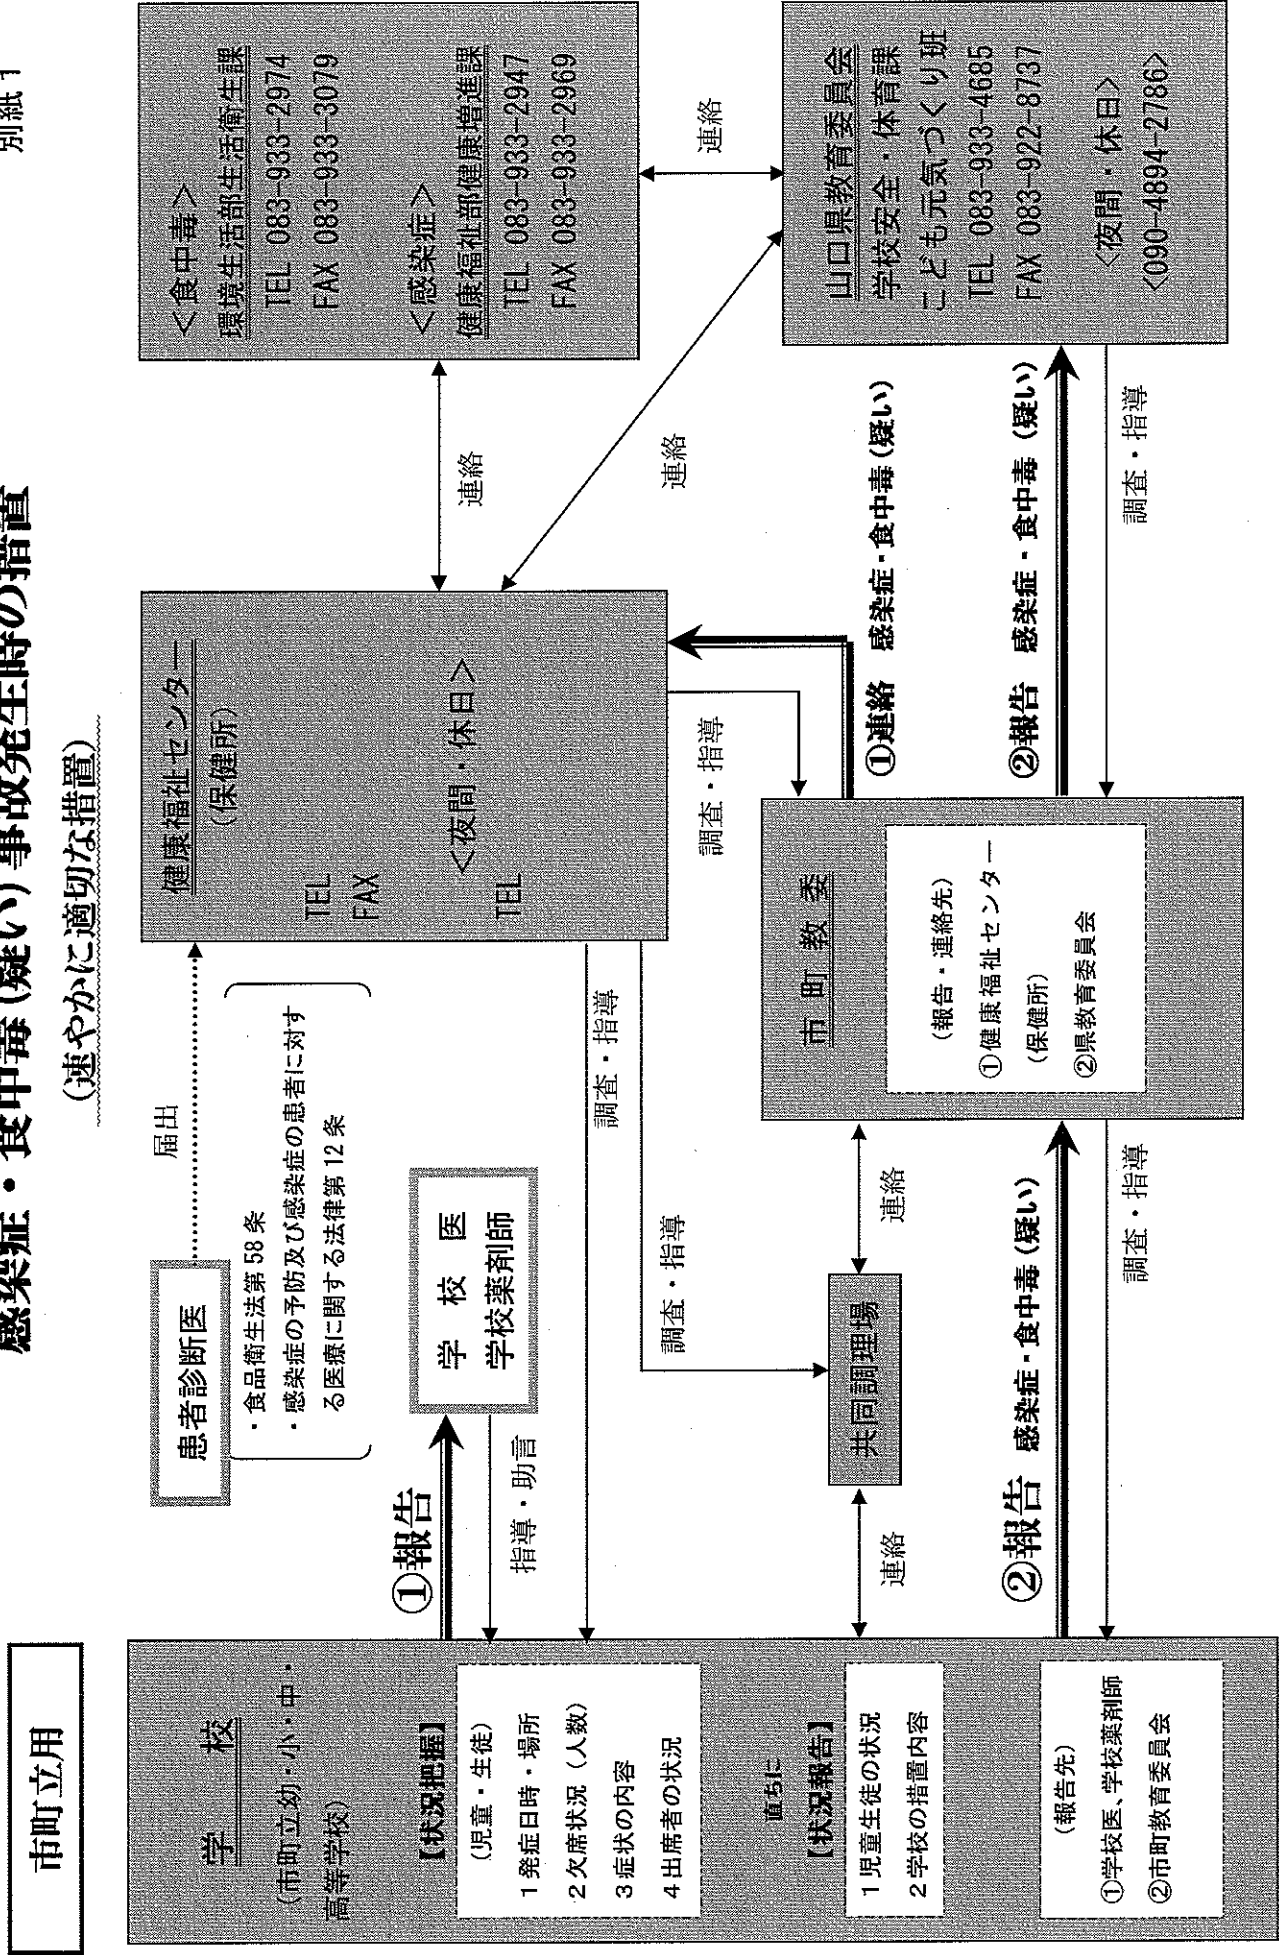 別紙１
市町立用
感染症・食中毒（疑い）事故発生時の措置
（速やかに適切な措置）
学　校
（市町立幼・小・中・
高等学校）
【状況把握】
（児童・生徒）
１発症日時・場所
２欠席状況（人数）
３症状の内容
４出席者の状況
直ちに
【状況報告】
１児童生徒の状況
２学校の措置内容
（報告先）
①学校医、学校薬剤師
②市町教育委員会
患者診断医
届出
・食品衛生法第58条
・感染症の予防及び感染症の患者に対す
る医療に関する法律第12条
①報告
学　校　医
学校薬剤師
指導・助言
調査・指導
調査・指導
連絡
共同調理場
連絡
②報告　感染症・食中毒（疑い）
調査・指導
健康福祉センター
（保健所）
TEL
FAX
＜夜間・休日＞
TEL
調査・指導
市　町　教　委
（報告・連絡先）
①健康福祉センター
（保健所）
②県教育委員会
連絡
連絡
①連絡　感染症・食中毒（疑い）
②報告　感染症・食中毒（疑い）
調査・指導
＜食中毒＞
環境生活部生活衛生課
TEL 083-933-2974
FAX 083-933-3079
＜感染症＞
健康福祉部健康増進課
TEL 083-933-2947
FAX 083-933-2969
連絡
山口県教育委員会
学校安全・体育課
こども元気づくり班
TEL 083-933-4685
FAX 083-922-8737
＜夜間・休日＞
＜090-4894-2786＞